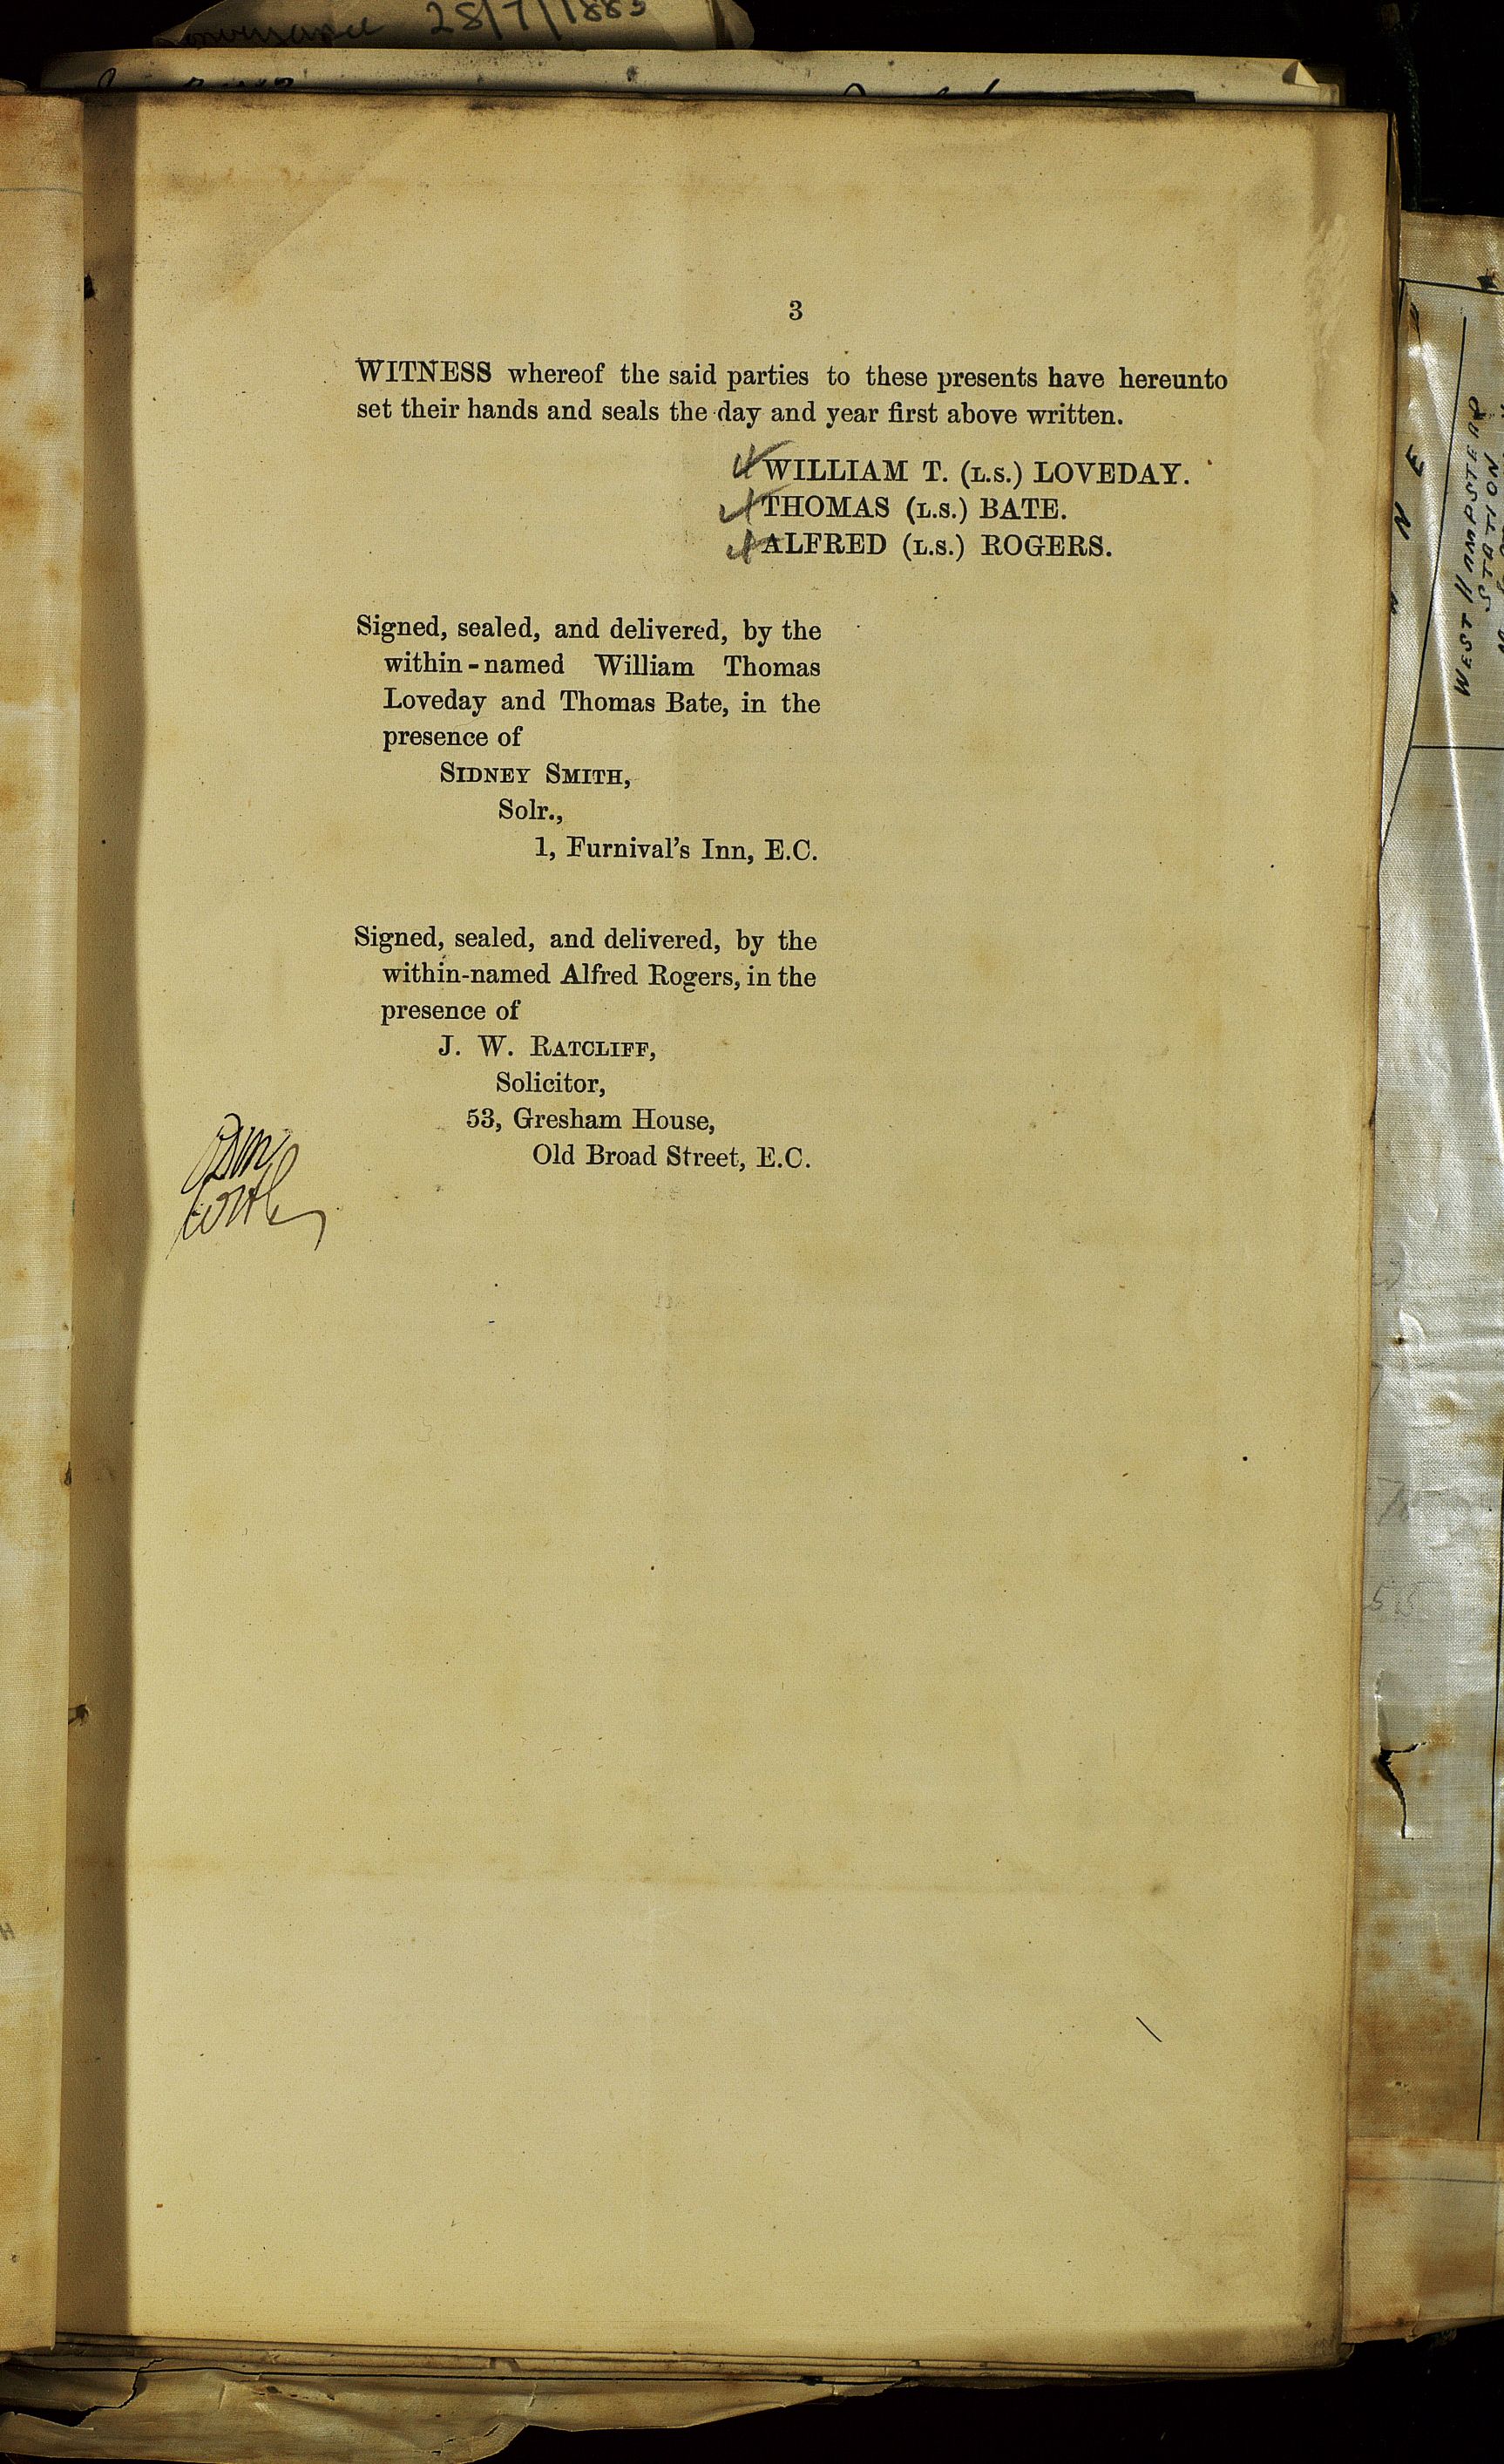 28/7/1883
3
WITNESS whereof the said parties to these presents have hereunto
set their hands and seals the day and year first above written.
WILLIAM T. (L.S.) LOVEDAY.
THOMAS (L.S.) BATE.
ALFRED (L.S.) ROGERS.
Signed, sealed, and delivered, by the
within-named William Thomas
Loveday and Thomas Bate, in the
presence of
SIDNEY SMITH,
Solr.,
1, Furnival's Inn, E.C.
Signed, sealed, and delivered, by the
within-named Alfred Rogers, in the
presence of
J. W. RATCLIFF,
Solicitor,
53, Gresham House,
Old Broad Street, E.C.
WEST HAMPSTEAD
STATION